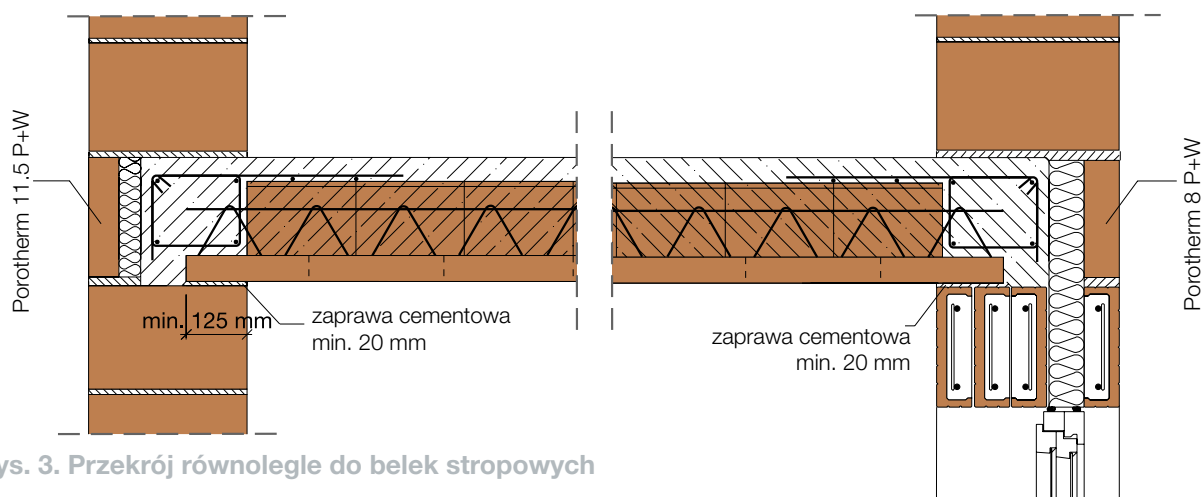 Porotherm 11.5 P+W
min. 125 mm
zaprawa cementowa
min. 20 mm
zaprawa cementowa
min. 20 mm
Porotherm 8 P+W
ys. 3. Przekrój równolegle do belek stropowych